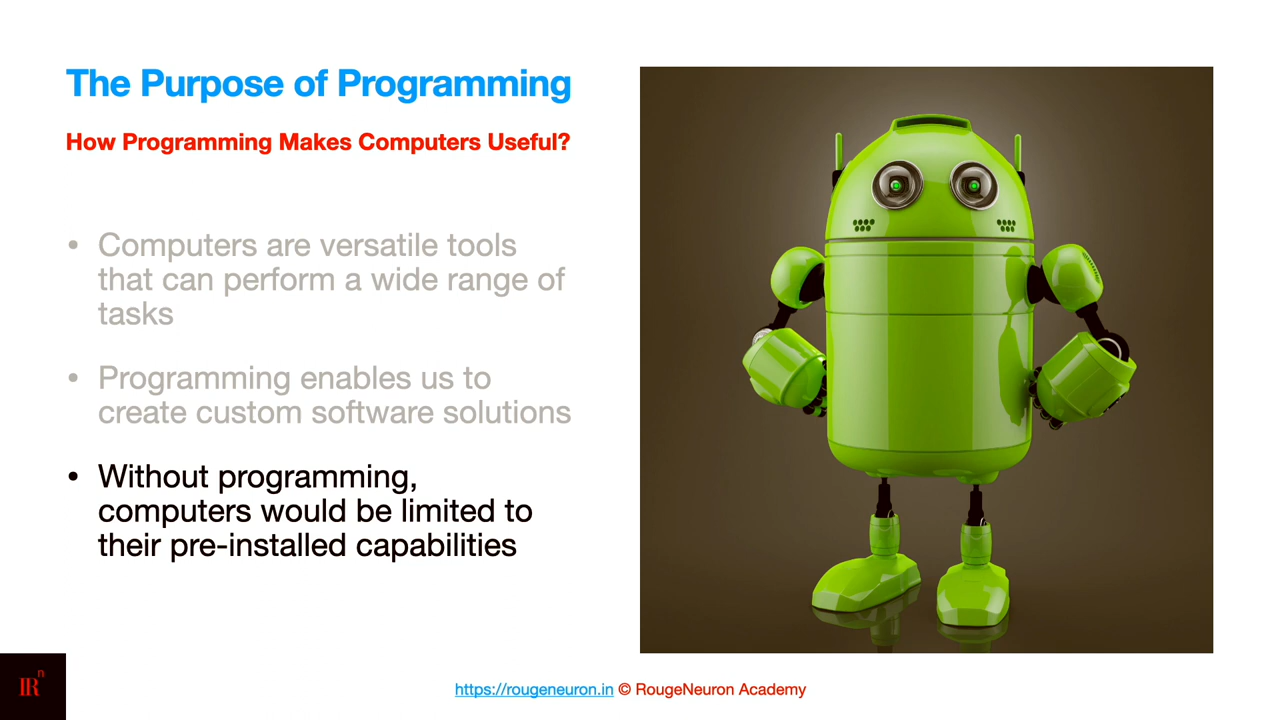 The Purpose of Programming
How Programming Makes Computers Useful?
• Computers are versatile tools
that can perform a wide range of
tasks
• Programming enables us to
create custom software solutions
• Without programming,
computers would be limited to
their pre-installed capabilities
IR n
https://rougeneuron.in © RougeNeuron Academy